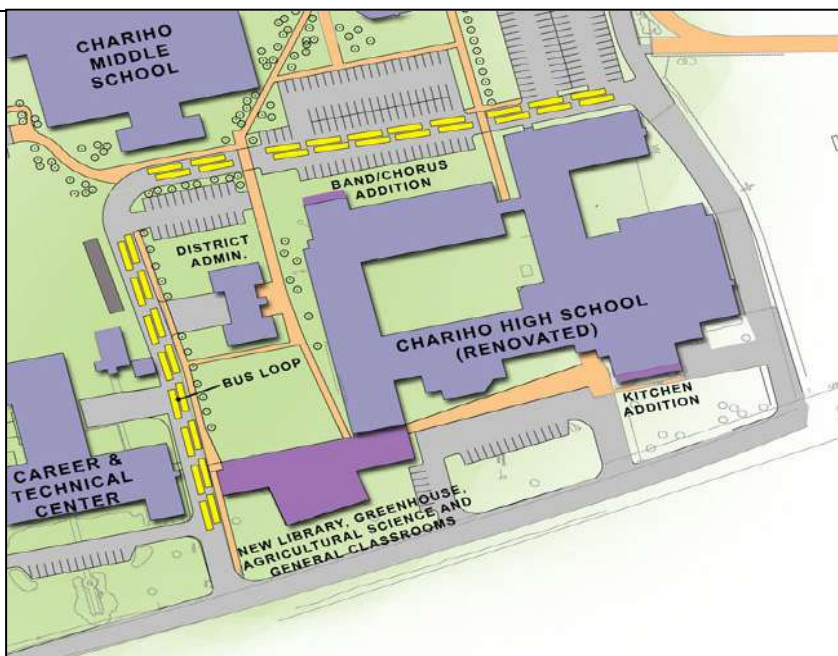 CHARIHO
MIDDLE
SCHOOL
BAND/CHORUS
ADDITION
DISTRICT
ADMIN.
CHARIHO HIGH SCHOOL
(RENOVATED)
BUS LOOP
KITCHEN
ADDITION
CAREER &
TECHNICAL
CENTER
NEW LIBRARY, GREENHOUSE,
AGRICULTURAL SCIENCE AND
GENERAL CLASSROOMS